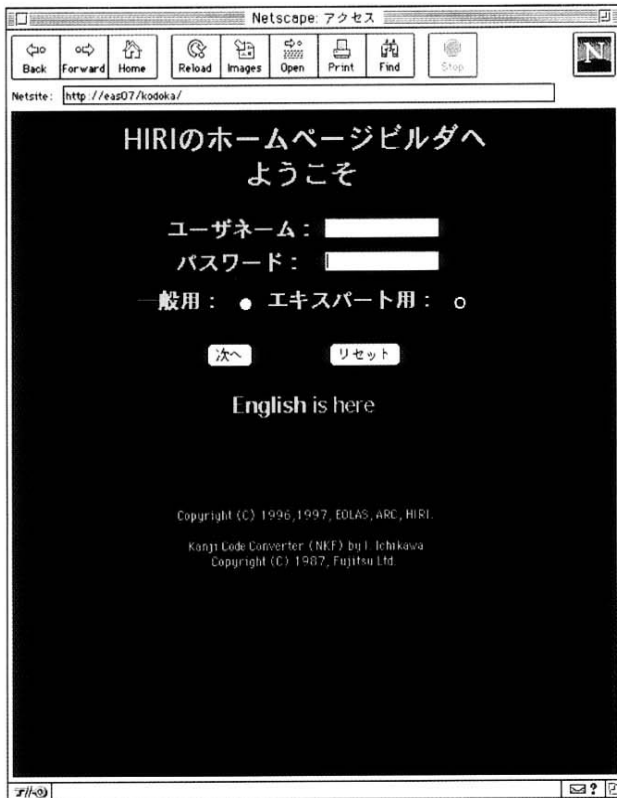 Netscape: アクセス
Back Forward Home Reload Images Open Print Find Stop
N
Netsite: http://eas07/kodoka/
HIRIのホームページビルダへ
ようこそ
ユーザネーム：
パスワード：
一般用： エキスパート用：
次へ リセット
English is here
Copyright (C) 1996,1997, EOLAS, ARC, HIRI.
Kanji Code Converter (NKF) by I. Ichikawa
Copyright (C) 1987, Fujitsu Ltd.
?